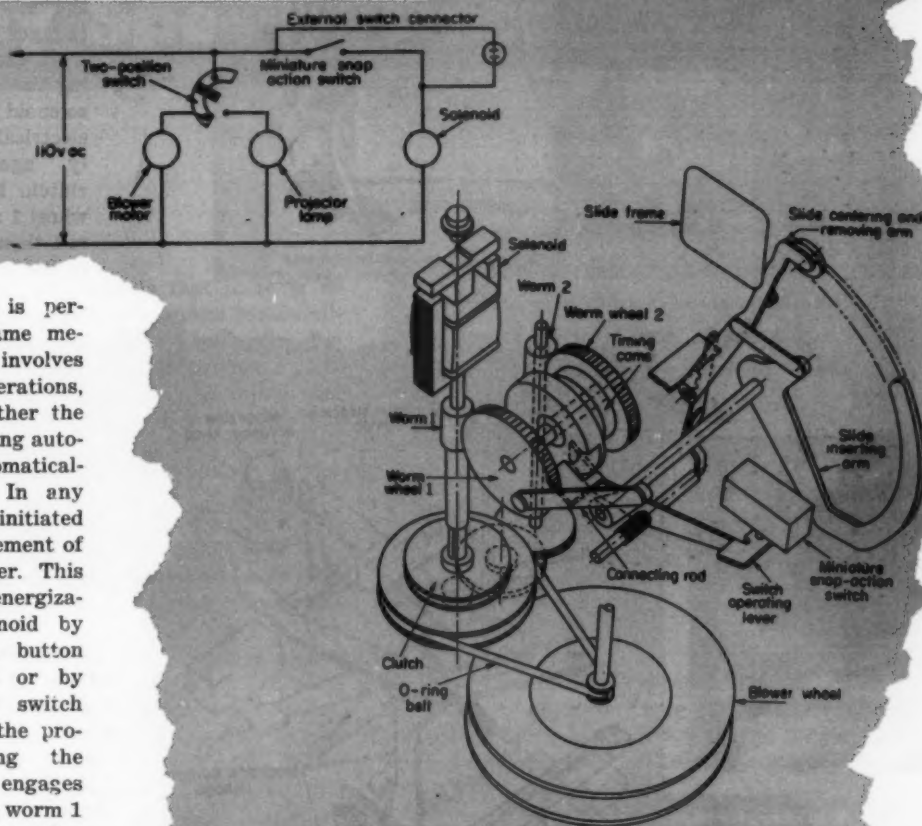 External switch connector
Two-position
switch
Miniature snap
action switch
Solenoid
110v ac
Blower
motor
Projector
lamp
Slide frame
Slide centering and
removing arm
Solenoid
Worm 2
Worm wheel 2
Timing
cams
Worm 1
Worm
wheel 1
Slide
inserting
arm
Connecting rod
Miniature
snap-action
switch
Switch
operating
lever
Clutch
O-ring
belt
Blower wheel
is per-
me-
involves
erations,
ther the
ng auto-
omatical-
In any
initiated
ement of
er. This
energiza-
noid by
button
or by
switch
the pro-
ng the
engages
worm 1